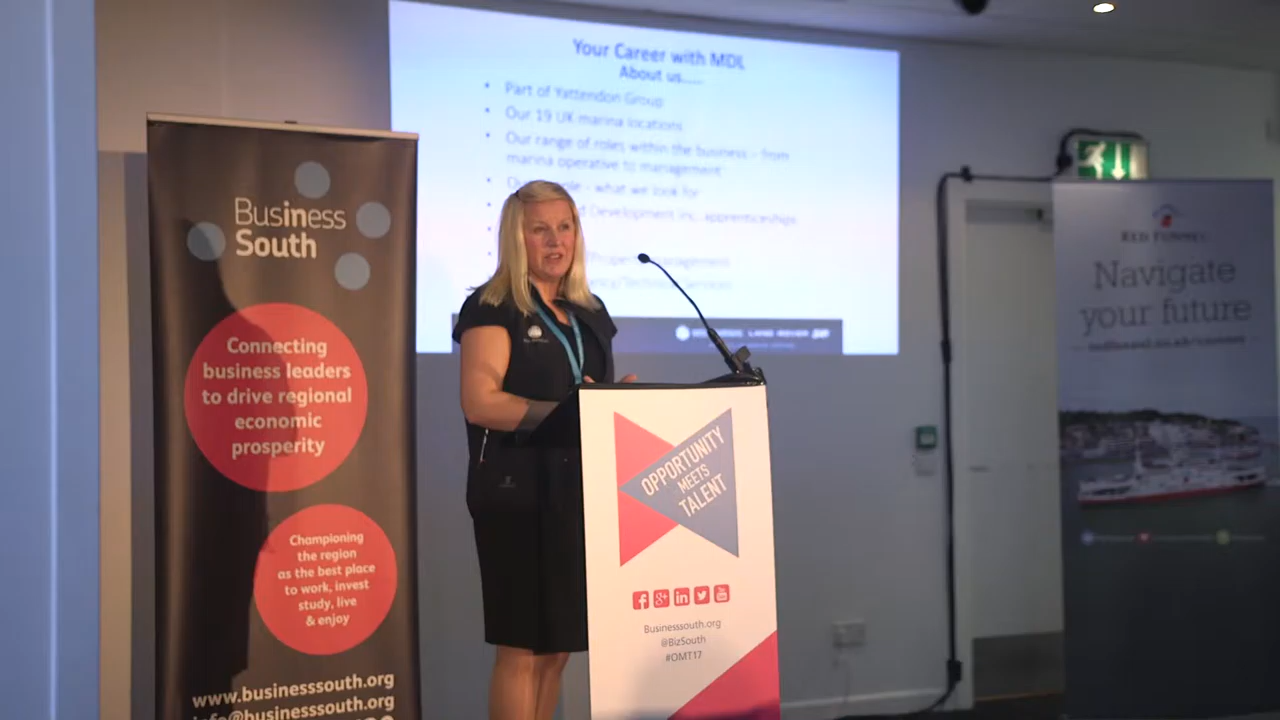 Your Career with MDL
About us.....
• Part of Yattendon Group
• Our 19 UK marina locations
• Our range of roles within the business – from
marina operative to management
- what we look for
Development inc. apprenticeships
Business
South
Connecting
business leaders
to drive regional
economic
prosperity
Championing
the region
as the best place
to work, invest
study, live
& enjoy
www.businesssouth.org
info@businesssouth.org
OPPORTUNITY
MEETS
TALENT
Businesssouth.org
@BizSouth
#OMT17
RED FUNNEL
Navigate
your future